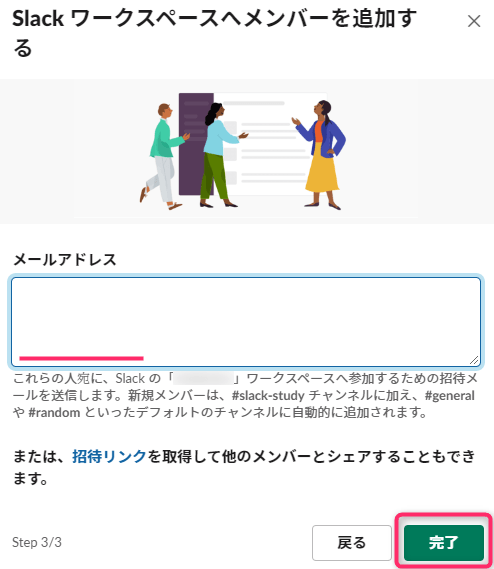 Slack ワークスペースへメンバーを追加す
る
メールアドレス
これらの人宛に、Slack の「 」ワークスペースへ参加するための招待メ
ールを送信します。新規メンバーは、#slack-study チャンネルに加え、#general
や #random といったデフォルトのチャンネルに自動的に追加されます。
または、招待リンクを取得して他のメンバーとシェアすることもでき
ます。
Step 3/3
戻る
完了